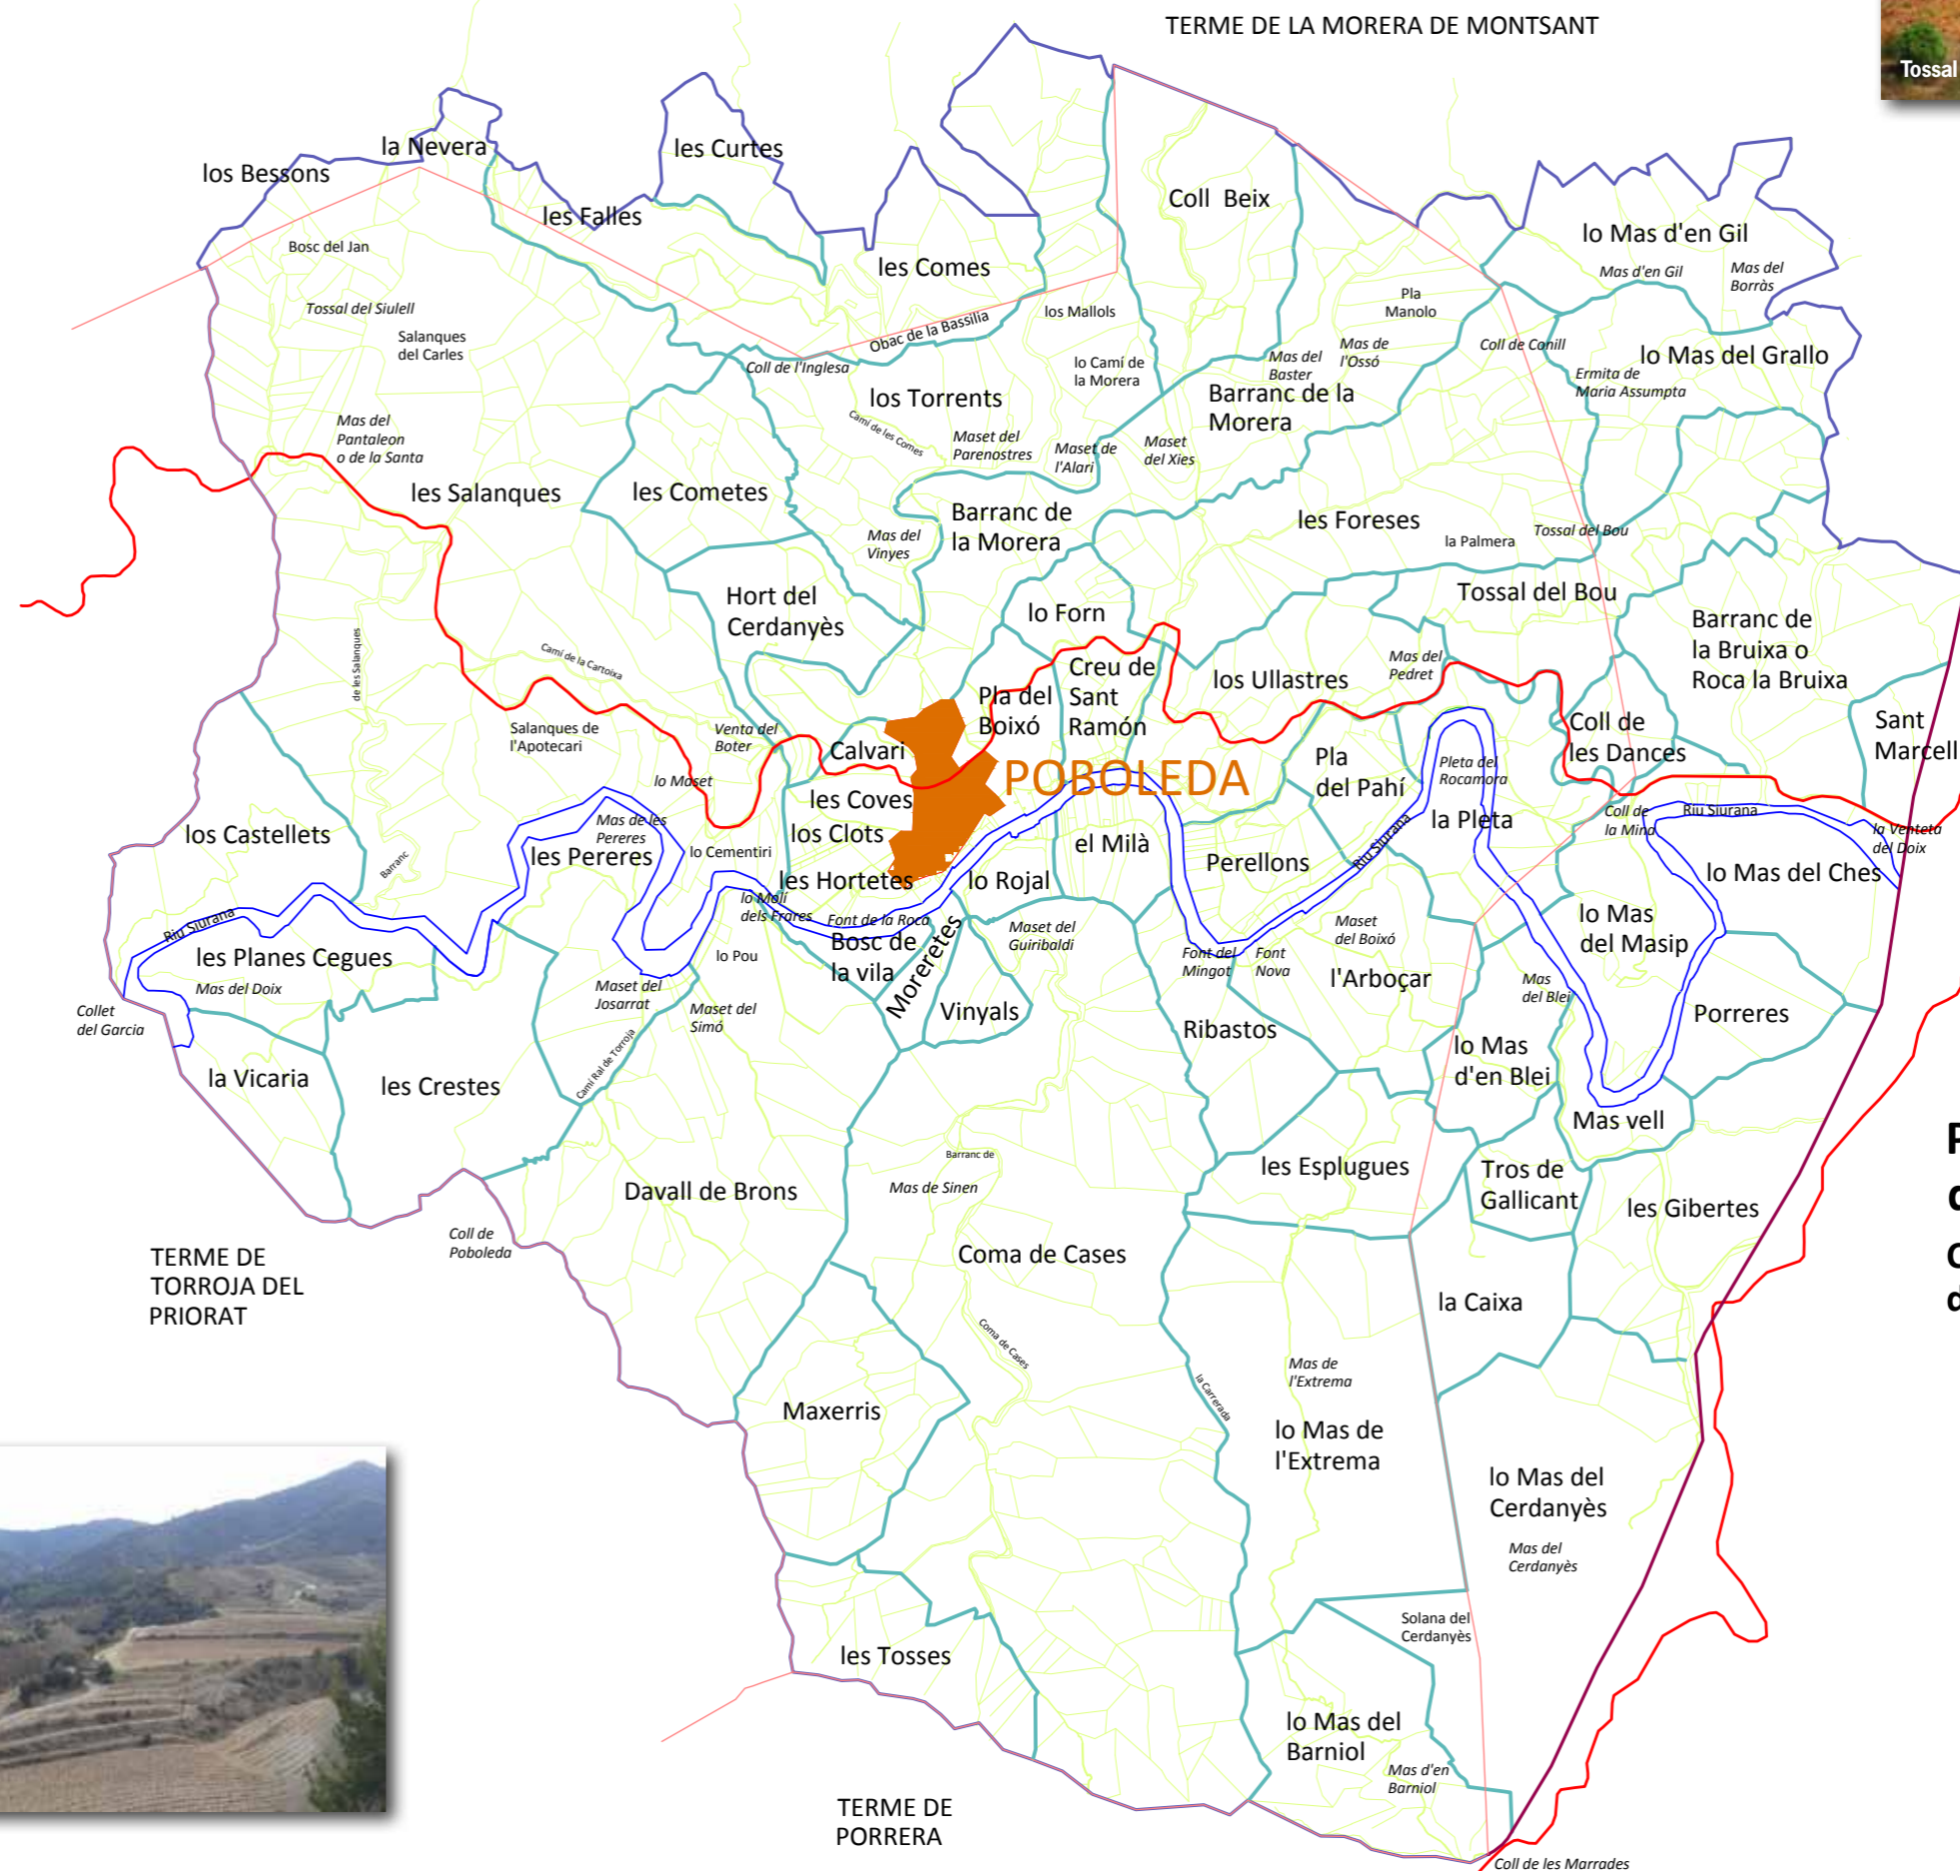 TERME DE LA MORERA DE MONTSANT
Tossal
la Nevera
les Curtes
los Bessons
les Falles
Coll Beix
lo Mas d'en Gil
Bosc del Jan
les Comes
Mas d'en Gil
Mas del
Borràs
Tossal del Siulell
Salanques
del Carles
Obac de la Bassilia
los Mallols
Pla
Manolo
Coll de l'Inglesa
lo Camí de
la Morera
Mas del
Baster
Mas de
l'Ossó
Coll de Conill
lo Mas del Grallo
Ermita de
Maria Assumpta
los Torrents
Barranc de la
Morera
Camí de les Comes
Mas del
Pantaleon
o de la Santa
Maset del
Parenostres
Maset de
l'Alari
Maset
del Xies
les Salanques
les Cometes
Barranc de
la Morera
les Foreses
Mas del
Vinyes
la Palmera
Tossal del Bou
Hort del
Cerdanyès
lo Forn
Tossal del Bou
Barranc de
la Bruixa o
Roca la Bruixa
de les Salanques
Camí de la Cartoixa
Creu de
Sant
Ramón
los Ullastres
Mas del
Pedret
Pla del
Boixó
Salanques de
l'Apotecari
Venta del
Boter
Calvari
Coll de
les Dances
Sant
Marcell
Pla
del Pahí
Pleta del
Rocamora
lo Maset
POBOLEDA
les Coves
los Clots
la Pleta
Coll de
la Mina
Riu Siurana
la Venteta
del Doix
los Castellets
Mas de les
Pereres
les Pereres
lo Cementiri
el Milà
Perellons
Riu Siurana
lo Mas del Ches
Barranc
les Hortetes
lo Rojal
lo Molí
dels Frares
Font de la Roca
Riu Siurana
Maset del
Guiribaldi
Maset
del Boixó
lo Mas
del Masip
les Planes Cegues
lo Pou
Bosc de
la vila
Moreretes
Font del
Mingot
Font
Nova
l'Arboçar
Mas del Doix
Maset del
Josarrat
Maset del
Simó
Vinyals
Mas
del Blei
Porreres
Collet
del Garcia
Ribastos
la Vicaria
les Crestes
Camí Ral de Torroja
lo Mas
d'en Blei
Mas vell
Barranc de
les Esplugues
Tros de
Gallicant
Davall de Brons
Mas de Sinen
les Gibertes
Coll de
Poboleda
Coma de Cases
TERME DE
TORROJA DEL
PRIORAT
la Caixa
Coma de Cases
Mas de
l'Extrema
la Carrerada
Maxerris
lo Mas de
l'Extrema
lo Mas del
Cerdanyès
Mas del
Cerdanyès
Solana del
Cerdanyès
les Tosses
lo Mas del
Barniol
Mas d'en
Barniol
TERME DE
PORRERA
Coll de les Marrades